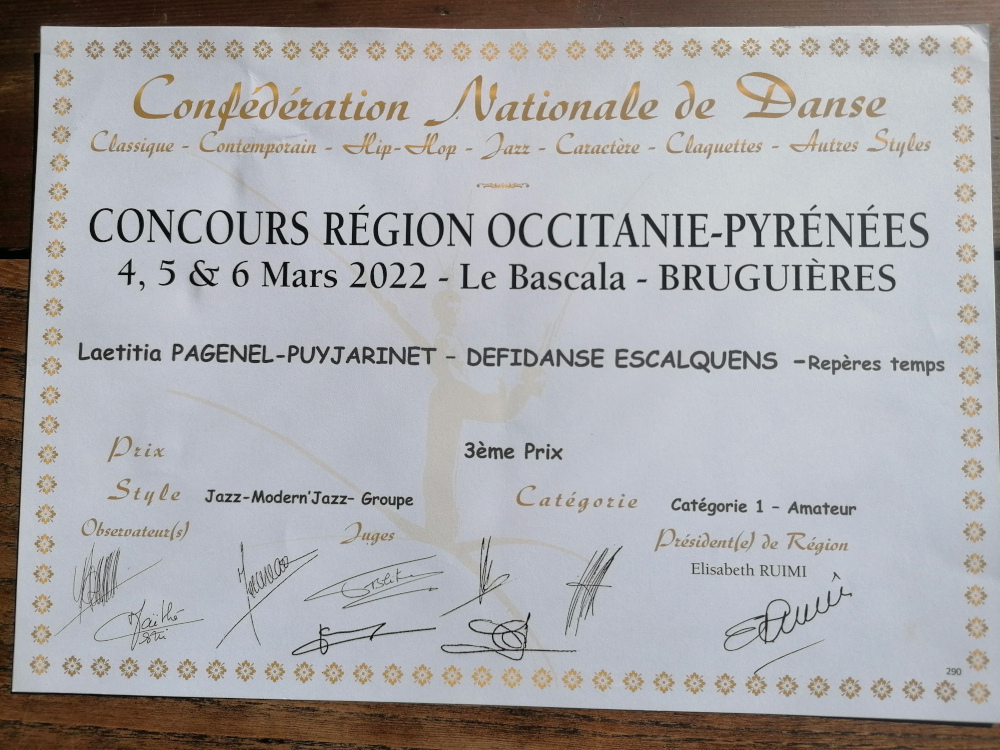 Confédération Nationale de Danse
Classique - Contemporain - Hip-Hop - Jazz - Caractère - Claquettes - Autres Styles
CONCOURS RÉGION OCCITANIE-PYRÉNÉES
4, 5 & 6 Mars 2022 - Le Bascala - BRUGUIÈRES
Laetitia PAGENEL-PUYJARINET - DEFIDANSE ESCALQUENS -Repères temps
Prix 3ème Prix
Style Jazz-Modern'Jazz- Groupe Catégorie Catégorie 1 - Amateur
Observateur(s) Juges Président(e) de Région
Elisabeth RUIMI
Maïthé
290